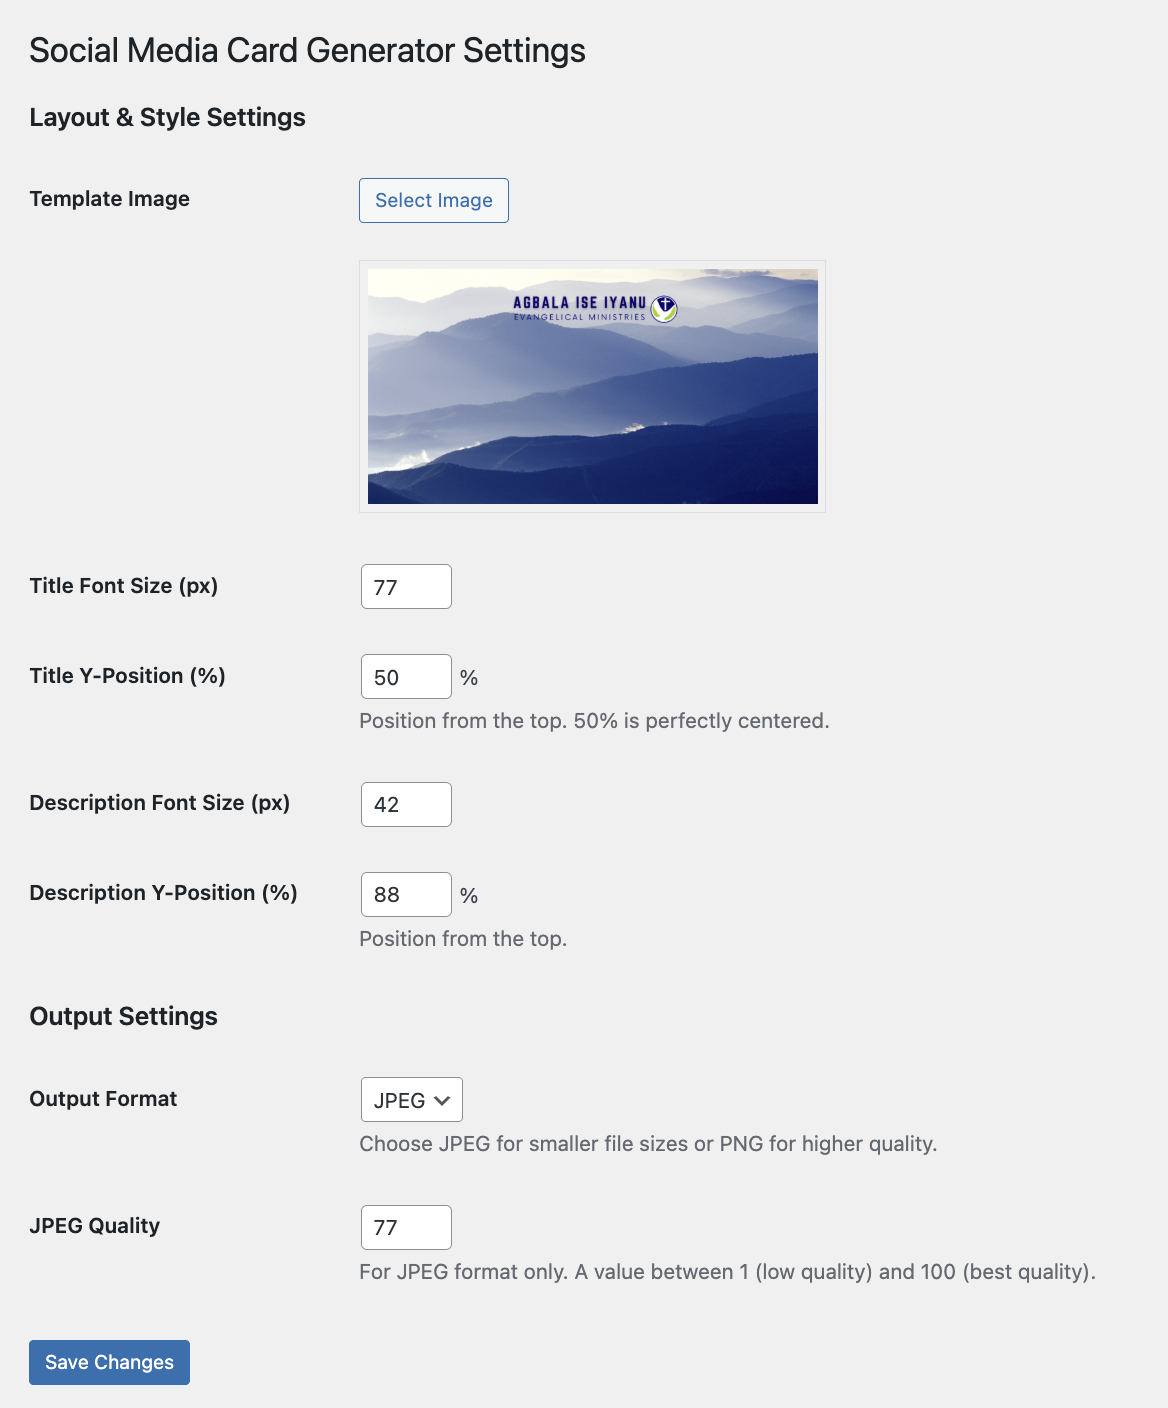 Social Media Card Generator Settings
Layout & Style Settings
Template Image
Select Image
AGBALA ISE IYANU
EVANGELICAL MINISTRIES
Title Font Size (px)
77
Title Y-Position (%)
50 %
Position from the top. 50% is perfectly centered.
Description Font Size (px)
42
Description Y-Position (%)
88 %
Position from the top.
Output Settings
Output Format
JPEG
Choose JPEG for smaller file sizes or PNG for higher quality.
JPEG Quality
77
For JPEG format only. A value between 1 (low quality) and 100 (best quality).
Save Changes